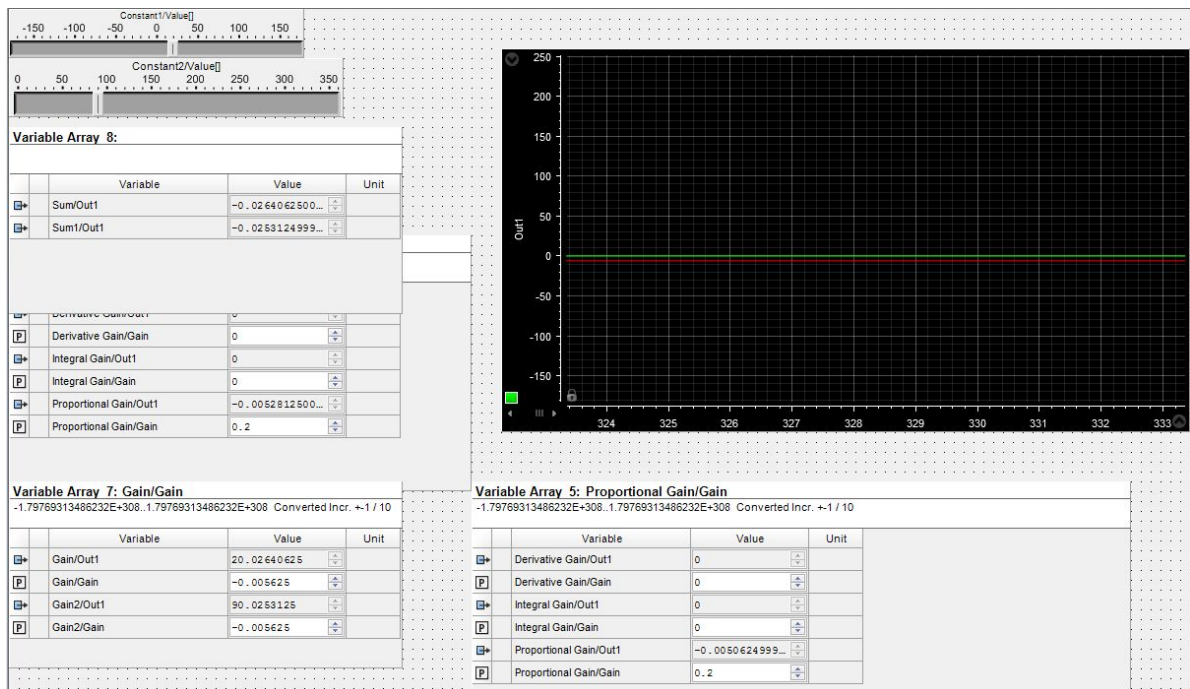 Constant1/Value[]
-150 -100 -50 0 50 100 150
Constant2/Value[]
0 50 100 150 200 250 300 350
Variable Array 8:
Variable Value Unit
Sum/Out1 -0.0264062500...
Sum1/Out1 -0.0253124999...
Derivative Gain/Out1 0
P Derivative Gain/Gain 0
Integral Gain/Out1 0
P Integral Gain/Gain 0
Proportional Gain/Out1 -0.0052812500...
P Proportional Gain/Gain 0.2
Variable Array 7: Gain/Gain
-1.79769313486232E+308..1.79769313486232E+308 Converted Incr. +-1 / 10
Variable Value Unit
Gain/Out1 20.02640625
P Gain/Gain -0.005625
Gain2/Out1 90.0253125
P Gain2/Gain -0.005625
Out1
250
200
150
100
50
0
-50
-100
-150
324 325 326 327 328 329 330 331 332 333
Variable Array 5: Proportional Gain/Gain
-1.79769313486232E+308..1.79769313486232E+308 Converted Incr. +-1 / 10
Variable Value Unit
Derivative Gain/Out1 0
P Derivative Gain/Gain 0
Integral Gain/Out1 0
P Integral Gain/Gain 0
Proportional Gain/Out1 -0.0050624999...
P Proportional Gain/Gain 0.2